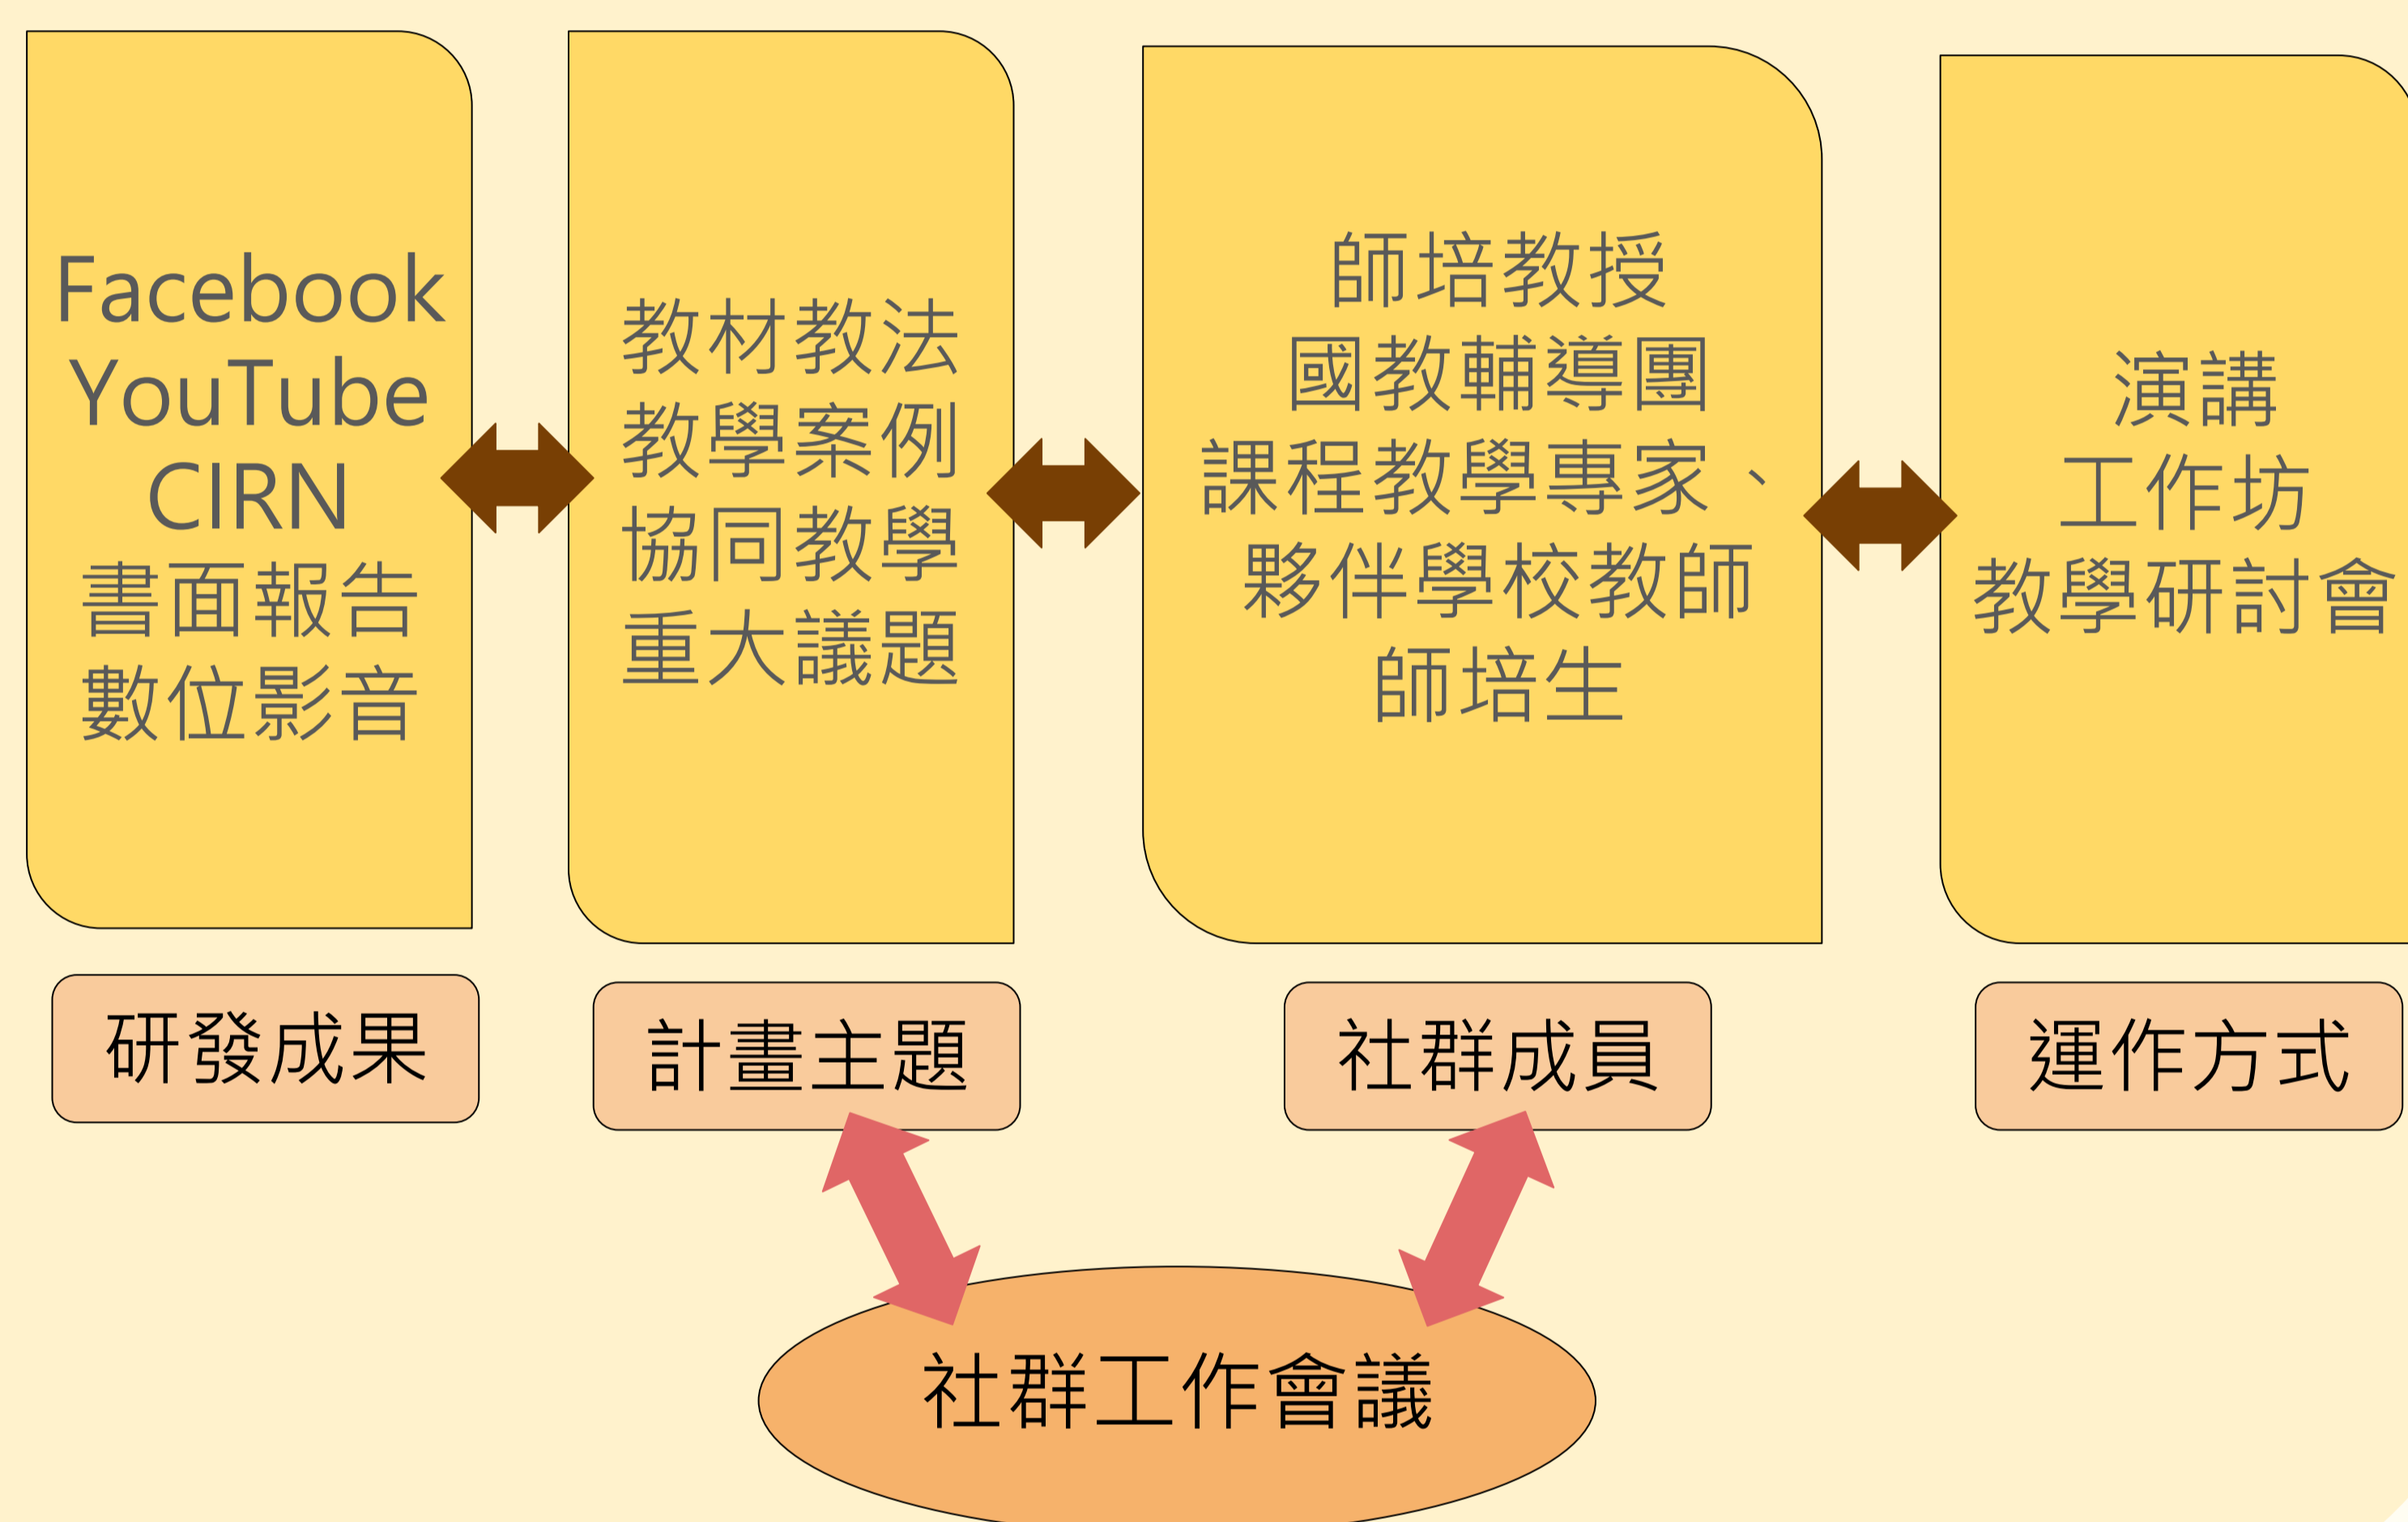 Facebook
YouTube
CIRN
書面報告
數位影音
教材教法
教學案例
協同教學
重大議題
師培教授
國教輔導團
課程教學專家、
夥伴學校教師
師培生
演講
工作坊
教學研討會
研發成果
計畫主題
社群成員
運作方式
社群工作會議